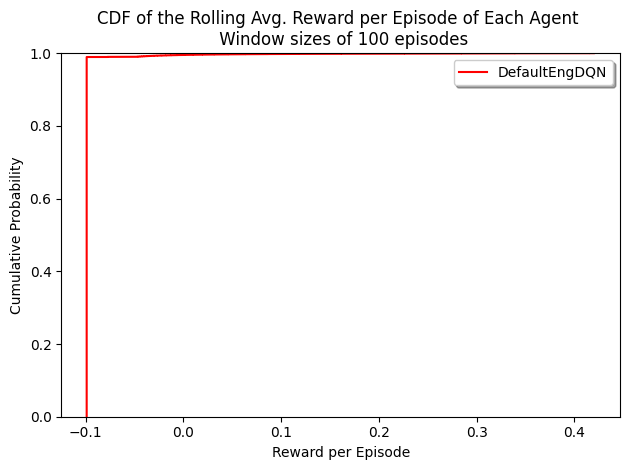 CDF of the Rolling Avg. Reward per Episode of Each Agent
Window sizes of 100 episodes
1.0
DefaultEngDQN
0.8
0.6
0.4
0.2
0.0
Cumulative Probability
−0.1 0.0 0.1 0.2 0.3 0.4
Reward per Episode